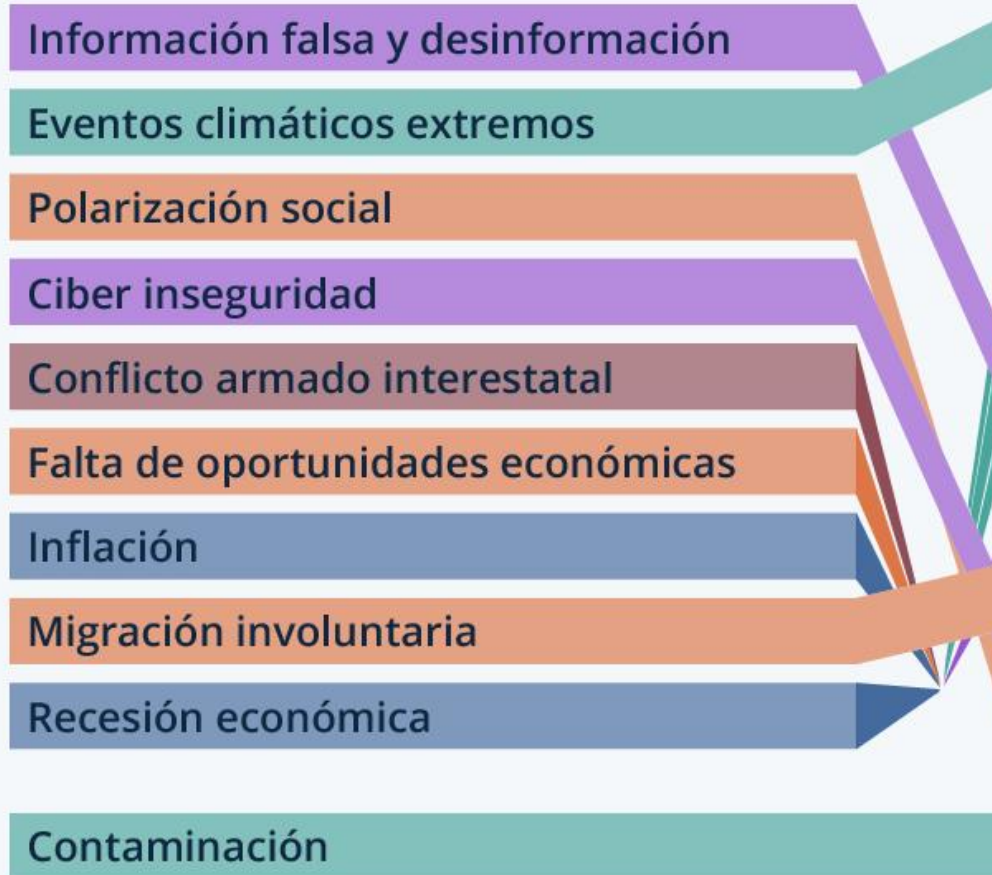 Información falsa y desinformación
Eventos climáticos extremos
Polarización social
Ciber inseguridad
Conflicto armado interestatal
Falta de oportunidades económicas
Inflación
Migración involuntaria
Recesión económica
Contaminación